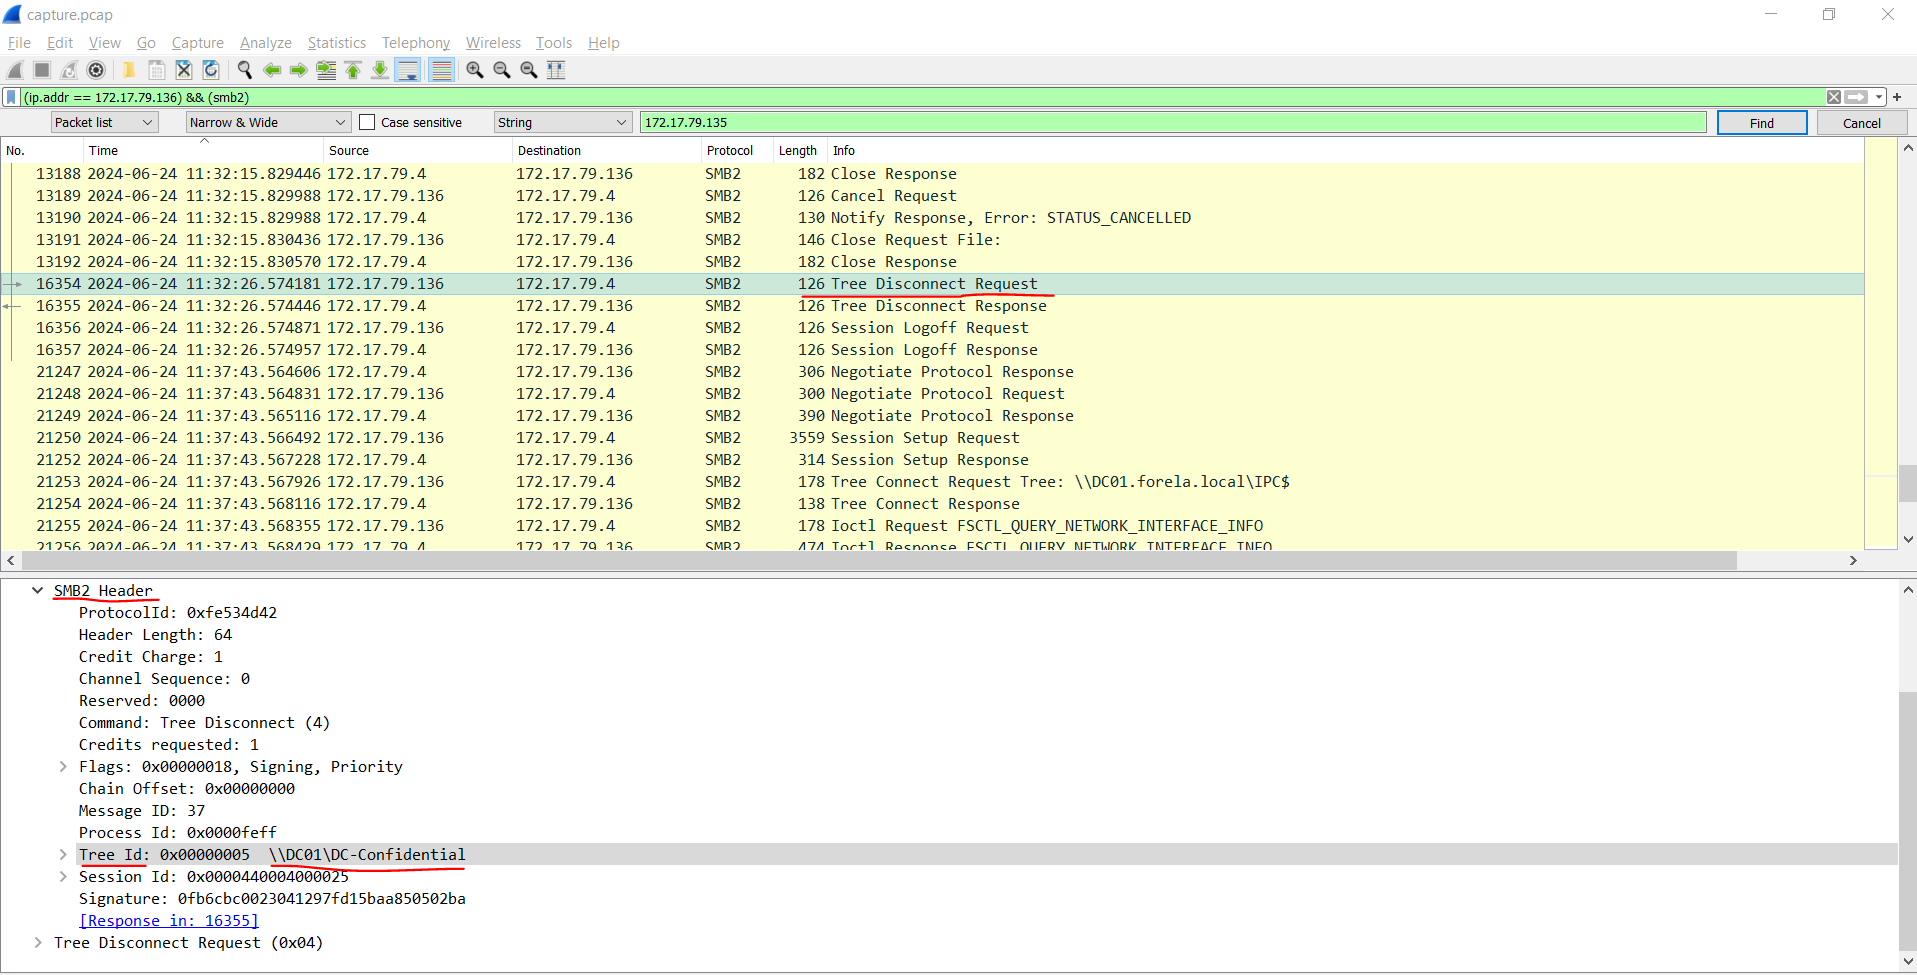 capture.pcap
File Edit View Go Capture Analyze Statistics Telephony Wireless Tools Help
(ip.addr == 172.17.79.136) && (smb2)
Packet list Narrow & Wide Case sensitive String 172.17.79.135 Find Cancel
No. Time Source Destination Protocol Length Info
13188 2024-06-24 11:32:15.829446 172.17.79.4 172.17.79.136 SMB2 182 Close Response
13189 2024-06-24 11:32:15.829988 172.17.79.136 172.17.79.4 SMB2 126 Cancel Request
13190 2024-06-24 11:32:15.829988 172.17.79.4 172.17.79.136 SMB2 130 Notify Response, Error: STATUS_CANCELLED
13191 2024-06-24 11:32:15.830436 172.17.79.136 172.17.79.4 SMB2 146 Close Request File:
13192 2024-06-24 11:32:15.830570 172.17.79.4 172.17.79.136 SMB2 182 Close Response
16354 2024-06-24 11:32:26.574181 172.17.79.136 172.17.79.4 SMB2 126 Tree Disconnect Request
16355 2024-06-24 11:32:26.574446 172.17.79.4 172.17.79.136 SMB2 126 Tree Disconnect Response
16356 2024-06-24 11:32:26.574871 172.17.79.136 172.17.79.4 SMB2 126 Session Logoff Request
16357 2024-06-24 11:32:26.574957 172.17.79.4 172.17.79.136 SMB2 126 Session Logoff Response
21247 2024-06-24 11:37:43.564606 172.17.79.4 172.17.79.136 SMB2 306 Negotiate Protocol Response
21248 2024-06-24 11:37:43.564831 172.17.79.136 172.17.79.4 SMB2 300 Negotiate Protocol Request
21249 2024-06-24 11:37:43.565116 172.17.79.4 172.17.79.136 SMB2 390 Negotiate Protocol Response
21250 2024-06-24 11:37:43.566492 172.17.79.136 172.17.79.4 SMB2 3559 Session Setup Request
21252 2024-06-24 11:37:43.567228 172.17.79.4 172.17.79.136 SMB2 314 Session Setup Response
21253 2024-06-24 11:37:43.567926 172.17.79.136 172.17.79.4 SMB2 178 Tree Connect Request Tree: \\DC01.forela.local\IPC$
21254 2024-06-24 11:37:43.568116 172.17.79.4 172.17.79.136 SMB2 138 Tree Connect Response
21255 2024-06-24 11:37:43.568355 172.17.79.136 172.17.79.4 SMB2 178 Ioctl Request FSCTL_QUERY_NETWORK_INTERFACE_INFO
21256 2024-06-24 11:37:43.568429 172.17.79.4 172.17.79.136 SMB2 474 Ioctl Response FSCTL_QUERY_NETWORK_INTERFACE_INFO
SMB2 Header
ProtocolId: 0xfe534d42
Header Length: 64
Credit Charge: 1
Channel Sequence: 0
Reserved: 0000
Command: Tree Disconnect (4)
Credits requested: 1
Flags: 0x00000018, Signing, Priority
Chain Offset: 0x00000000
Message ID: 37
Process Id: 0x0000feff
Tree Id: 0x00000005 \\DC01\DC-Confidential
Session Id: 0x0000440004000025
Signature: 0fb6cbc0023041297fd15baa850502ba
[Response in: 16355]
Tree Disconnect Request (0x04)